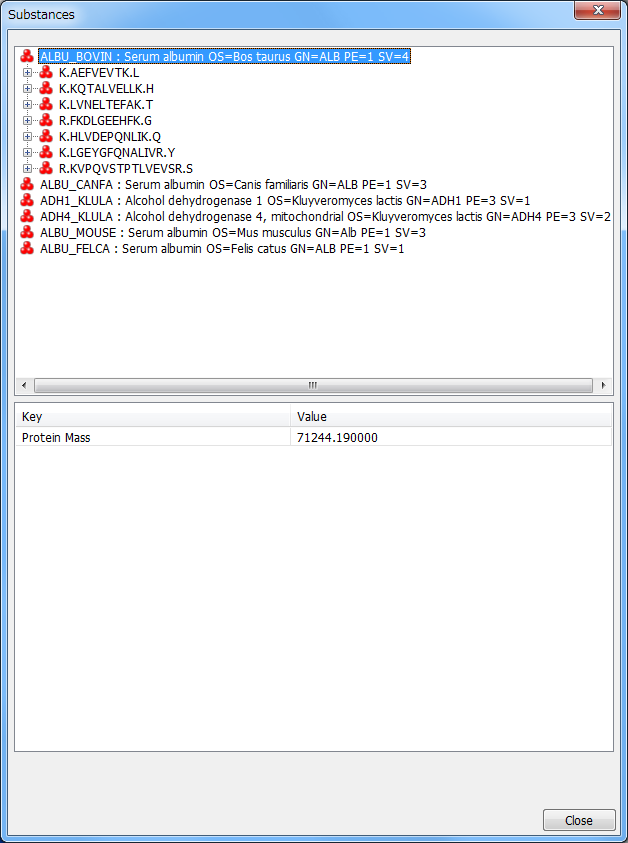 Substances
ALBU_BOVIN : Serum albumin OS=Bos taurus GN=ALB PE=1 SV=4
K.AEFVEVTK.L
K.KQTALVELLK.H
K.LVNELTEFAK.T
R.FKDLGEEHFK.G
K.HLVDEPQNLIK.Q
K.LGEYGFQNALIVR.Y
R.KVPQVSTPTLVEVSR.S
ALBU_CANFA : Serum albumin OS=Canis familiaris GN=ALB PE=1 SV=3
ADH1_KLULA : Alcohol dehydrogenase 1 OS=Kluyveromyces lactis GN=ADH1 PE=3 SV=1
ADH4_KLULA : Alcohol dehydrogenase 4, mitochondrial OS=Kluyveromyces lactis GN=ADH4 PE=3 SV=2
ALBU_MOUSE : Serum albumin OS=Mus musculus GN=Alb PE=1 SV=3
ALBU_FELCA : Serum albumin OS=Felis catus GN=ALB PE=1 SV=1
Key Value
Protein Mass 71244.190000
Close